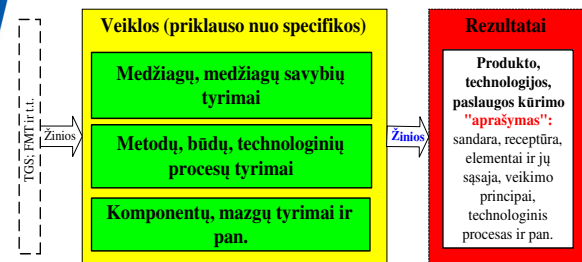 TGS; FMT ir t.t.
Žinios
Veiklos (priklauso nuo specifikos)
Medžiagų, medžiagų savybių
tyrimai
Metodų, būdų, technologinių
procesų tyrimai
Komponentų, mazgų tyrimai ir
pan.
Žinios
Rezultatai
Produkto,
technologijos,
paslaugos kūrimo
"aprašymas":
sandara, receptūra,
elementai ir jų
sąsaja, veikimo
principai,
technologinis
procesas ir pan.